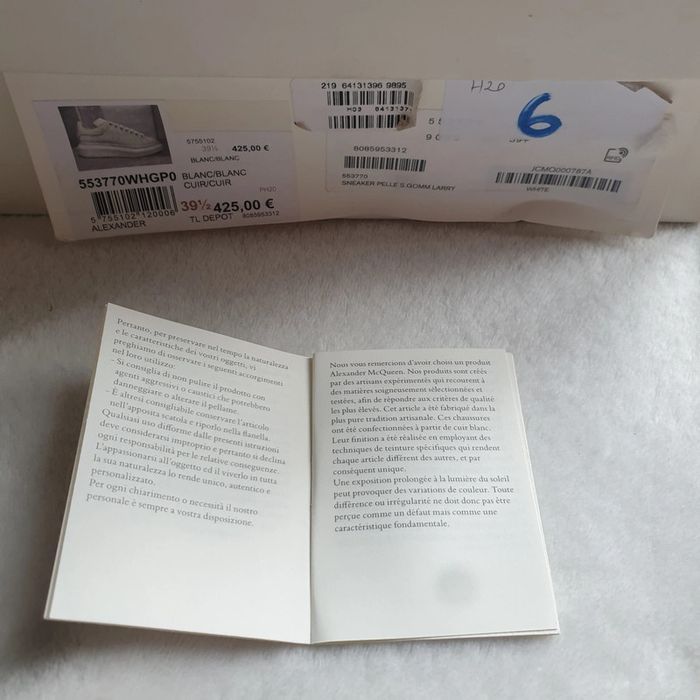 5755102
39½ 425,00 €
BLANC/BLANC
553770WHGP0 BLANC/BLANC
CUIR/CUIR
PH20
5 755102 120006
39½ 425,00 €
ALEXANDER
TL DEPOT 8085953312
219 64131396 9895
H20
6
8085953312
553770
SNEAKER PELLE S.GOMM LARRY
JCMO000787A
WHITE
RFID
Pertanto, per preservare nel tempo la naturalezza
e le caratteristiche dei vostri oggetti, vi
preghiamo di osservare i seguenti accorgimenti
nel loro utilizzo:
- Si consiglia di non pulire il prodotto con
agenti aggressivi o caustici che potrebbero
danneggiare o alterare il pellame.
- È altresì consigliabile conservare l'articolo
nell'apposita scatola e riporlo nella flanella.
Qualsiasi uso difforme dalle presenti istruzioni
deve considerarsi improprio e pertanto si declina
ogni responsabilità per le relative conseguenze.
L'appassionarsi all'oggetto ed il viverlo in tutta
la sua naturalezza lo rende unico, autentico e
personalizzato.
Per ogni chiarimento o necessità il nostro
personale è sempre a vostra disposizione.
Nous vous remercions d'avoir choisi un produit
Alexander McQueen. Nos produits sont créés
par des artisans expérimentés qui recourent à
des matières soigneusement sélectionnées et
testées, afin de répondre aux critères de qualité
les plus élevés. Cet article a été fabriqué dans la
plus pure tradition artisanale. Ces chaussures
ont été confectionnées à partir de cuir blanc.
Leur finition a été réalisée en employant des
techniques de teinture spécifiques qui rendent
chaque article différent des autres, et par
conséquent unique.
Une exposition prolongée à la lumière du soleil
peut provoquer des variations de couleur. Toute
différence ou irrégularité ne doit donc pas être
perçue comme un défaut mais comme une
caractéristique fondamentale.